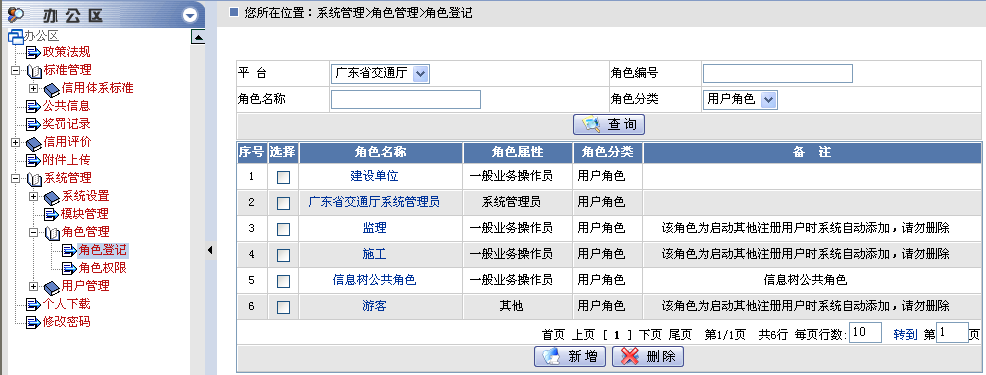 办公区
办公区
政策法规
标准管理
信用体系标准
公共信息
奖罚记录
信用评价
附件上传
系统管理
系统设置
模块管理
角色管理
角色登记
角色权限
用户管理
个人下载
修改密码
您所在位置：系统管理>角色管理>角色登记
平 台 广东省交通厅 角色编号
角色名称 角色分类 用户角色
查询
序号 选择 角色名称 角色属性 角色分类 备 注
1 建设单位 一般业务操作员 用户角色
2 广东省交通厅系统管理员 系统管理员 用户角色
3 监理 一般业务操作员 用户角色 该角色为启动其他注册用户时系统自动添加，请勿删除
4 施工 一般业务操作员 用户角色 该角色为启动其他注册用户时系统自动添加，请勿删除
5 信息树公共角色 一般业务操作员 用户角色 信息树公共角色
6 游客 其他 用户角色 该角色为启动其他注册用户时系统自动添加，请勿删除
首页 上页 [ 1 ] 下页 尾页 第1/1页 共6行 每页行数:10 转到 第1页
新增 删除